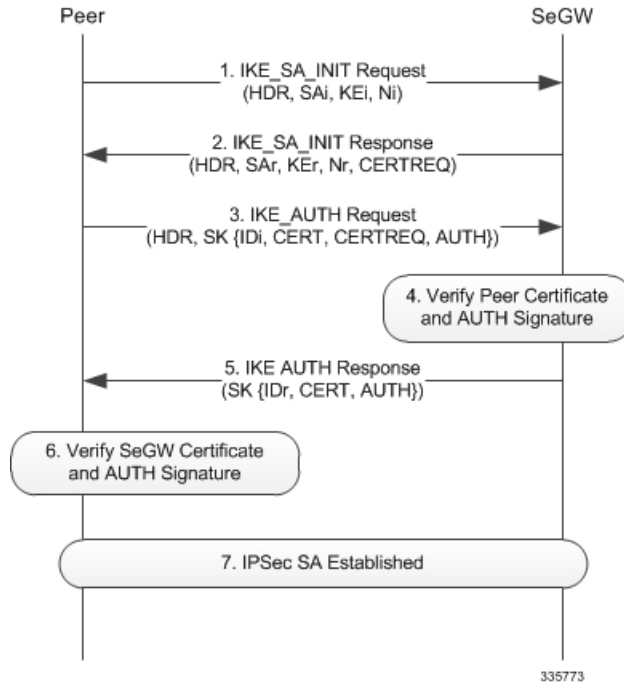 Peer
SeGW
1. IKE_SA_INIT Request
(HDR, SAi, KEi, Ni)
2. IKE_SA_INIT Response
(HDR, SAr, KEr, Nr, CERTREQ)
3. IKE_AUTH Request
(HDR, SK {IDi, CERT, CERTREQ, AUTH})
4. Verify Peer Certificate
and AUTH Signature
5. IKE AUTH Response
(SK {IDr, CERT, AUTH})
6. Verify SeGW Certificate
and AUTH Signature
7. IPSec SA Established
335773